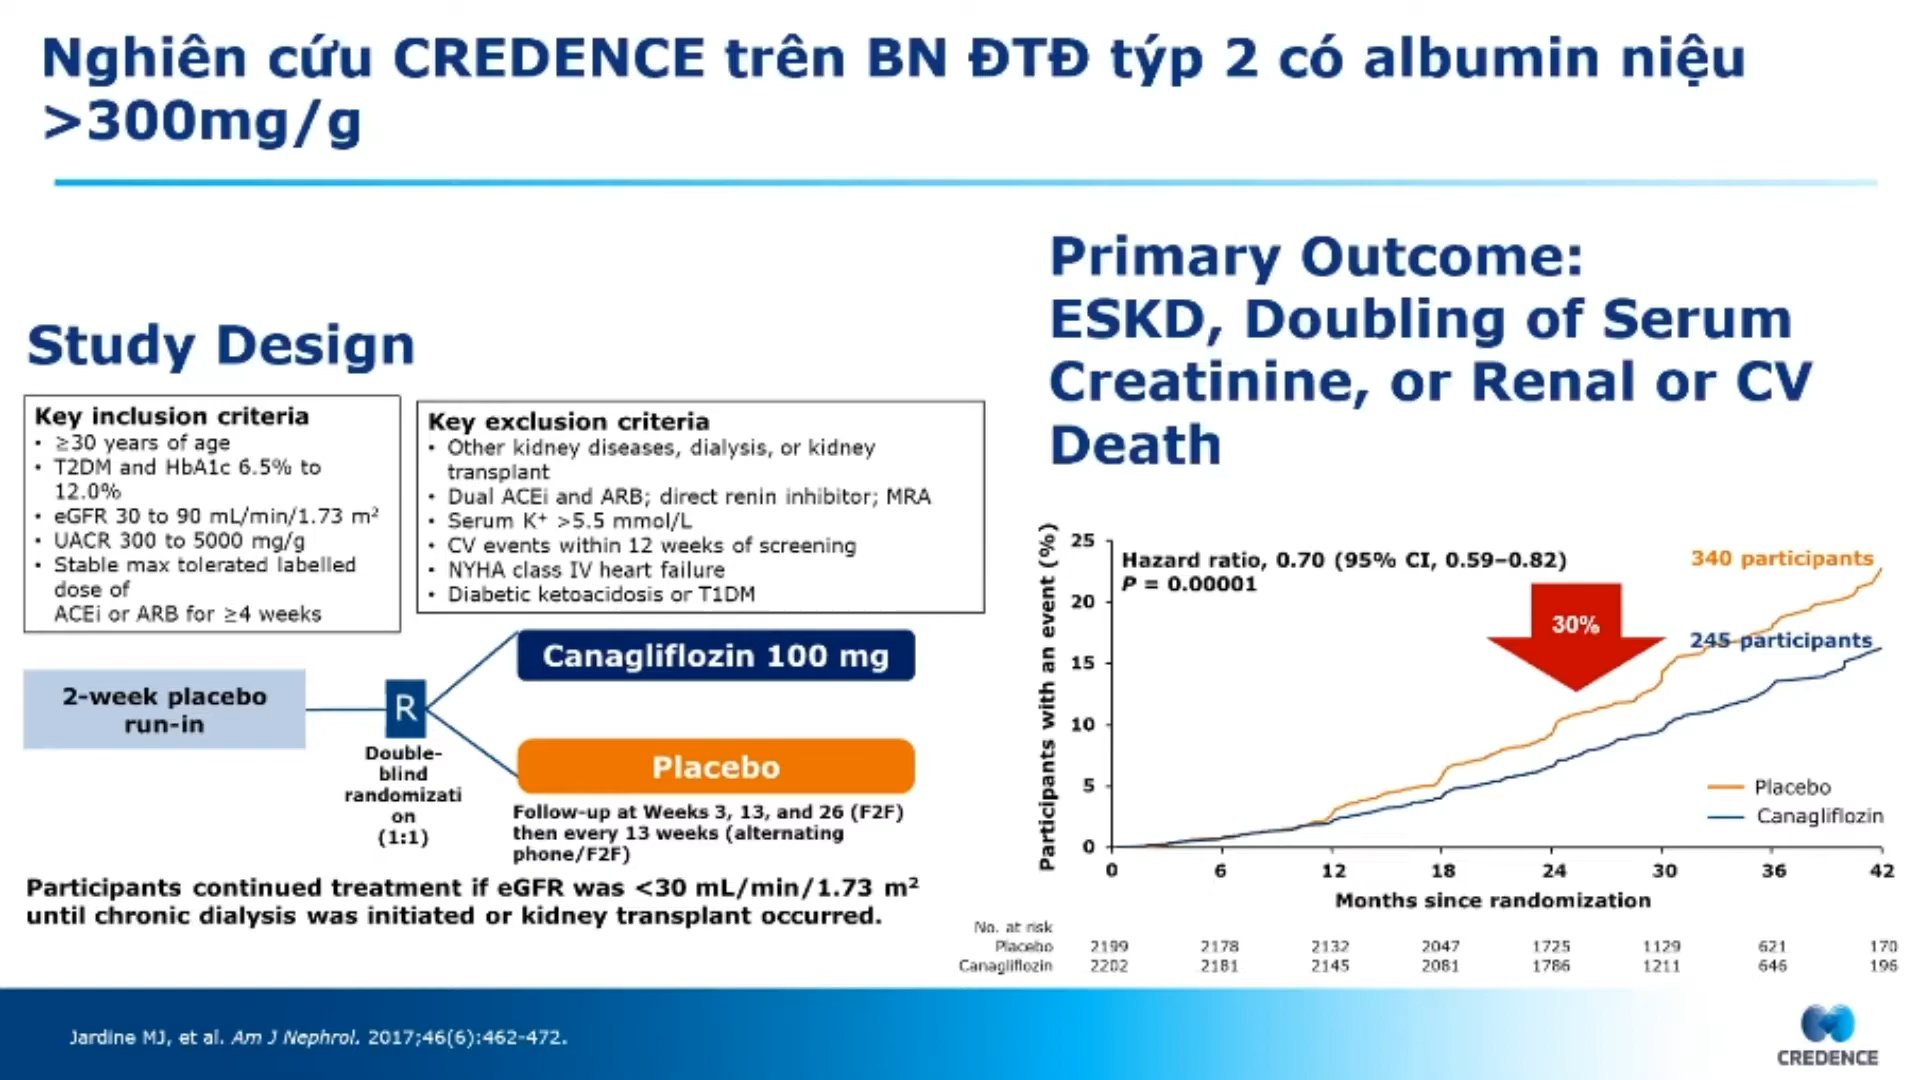 Nghiên cứu CREDENCE trên BN ĐTĐ týp 2 có albumin niệu
>300mg/g
Study Design
Key inclusion criteria
• ≥30 years of age
• T2DM and HbA1c 6.5% to
12.0%
• eGFR 30 to 90 mL/min/1.73 m²
• UACR 300 to 5000 mg/g
• Stable max tolerated labelled
dose of
ACEi or ARB for ≥4 weeks
Key exclusion criteria
• Other kidney diseases, dialysis, or kidney
transplant
• Dual ACEi and ARB; direct renin inhibitor; MRA
• Serum K⁺ >5.5 mmol/L
• CV events within 12 weeks of screening
• NYHA class IV heart failure
• Diabetic ketoacidosis or T1DM
2-week placebo
run-in
R
Double-
blind
randomizati
on
(1:1)
Canagliflozin 100 mg
Placebo
Follow-up at Weeks 3, 13, and 26 (F2F)
then every 13 weeks (alternating
phone/F2F)
Participants continued treatment if eGFR was <30 mL/min/1.73 m²
until chronic dialysis was initiated or kidney transplant occurred.
Primary Outcome:
ESKD, Doubling of Serum
Creatinine, or Renal or CV
Death
Participants with an event (%)
25
20
15
10
5
0
Hazard ratio, 0.70 (95% CI, 0.59–0.82)
P = 0.00001
30%
340 participants
245 participants
Placebo
Canagliflozin
0 6 12 18 24 30 36 42
Months since randomization
No. at risk
Placebo 2199 2178 2132 2047 1725 1129 621 170
Canagliflozin 2202 2181 2145 2081 1786 1211 646 196
Jardine MJ, et al. Am J Nephrol. 2017;46(6):462-472.
CREDENCE